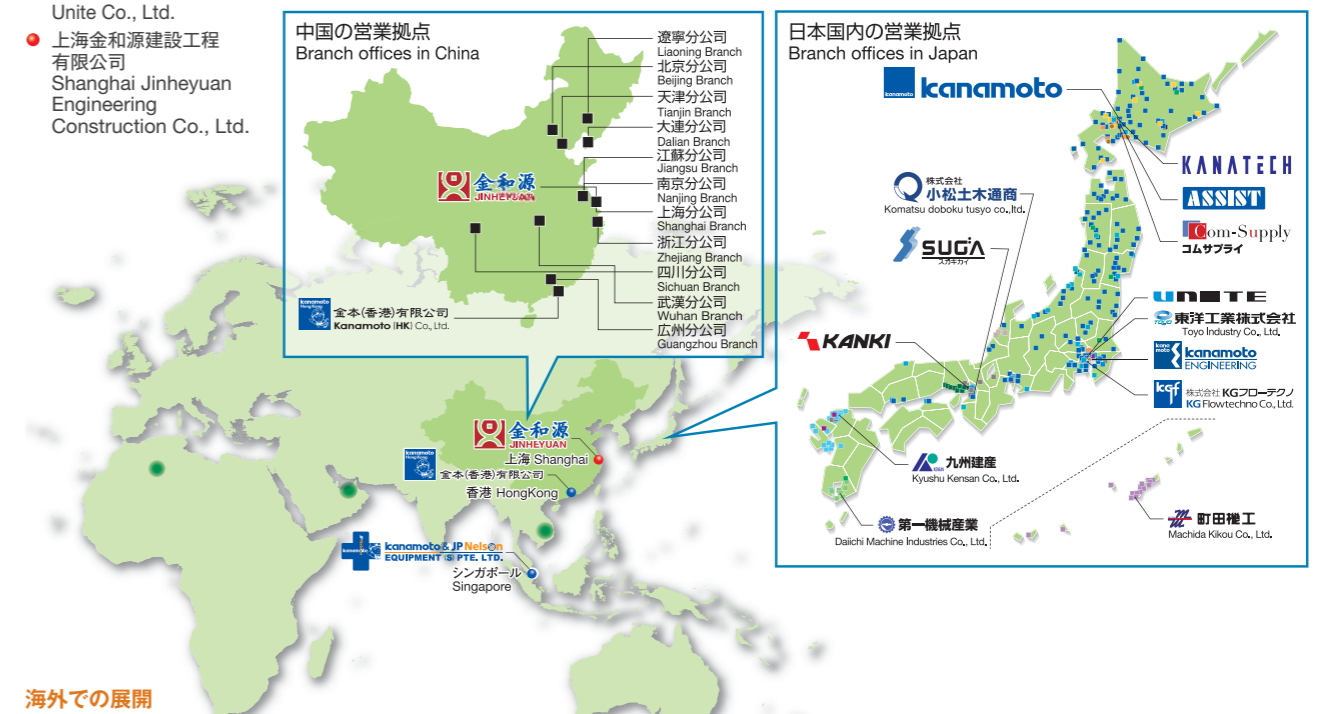 Unite Co., Ltd.
上海金和源建設工程
有限公司
Shanghai Jinheyuan
Engineering
Construction Co., Ltd.
中国の営業拠点
Branch offices in China
遼寧分公司
Liaoning Branch
北京分公司
Beijing Branch
天津分公司
Tianjin Branch
大連分公司
Dalian Branch
江蘇分公司
Jiangsu Branch
南京分公司
Nanjing Branch
上海分公司
Shanghai Branch
浙江分公司
Zhejiang Branch
四川分公司
Sichuan Branch
武漢分公司
Wuhan Branch
広州分公司
Guangzhou Branch
金和源
JINHEYUAN
kanamoto
HongKong
金本(香港)有限公司
Kanamoto (HK) Co., Ltd.
日本国内の営業拠点
Branch offices in Japan
kanamoto
kanamoto
KANATECH
ASSIST
Com-Supply
コムサプライ
株式会社
小松土木通商
Komatsu doboku tusyo co.,ltd.
SUGA
スガキカイ
UNITE
TOYO
東洋工業株式会社
Toyo Industry Co., Ltd.
KANKI
kana
moto
kanamoto
ENGINEERING
kgf
株式会社 KGフローテクノ
KG Flowtechno Co., Ltd.
九州建産
Kyushu Kensan Co., Ltd.
第一機械産業
Daiichi Machine Industries Co., Ltd.
町田機工
Machida Kikou Co., Ltd.
金和源
JINHEYUAN
上海 Shanghai
kanamoto
HongKong
金本(香港)有限公司
香港 HongKong
kanamoto
kanamoto & JP Nelson
EQUIPMENT (S) PTE. LTD.
シンガポール
Singapore
海外での展開